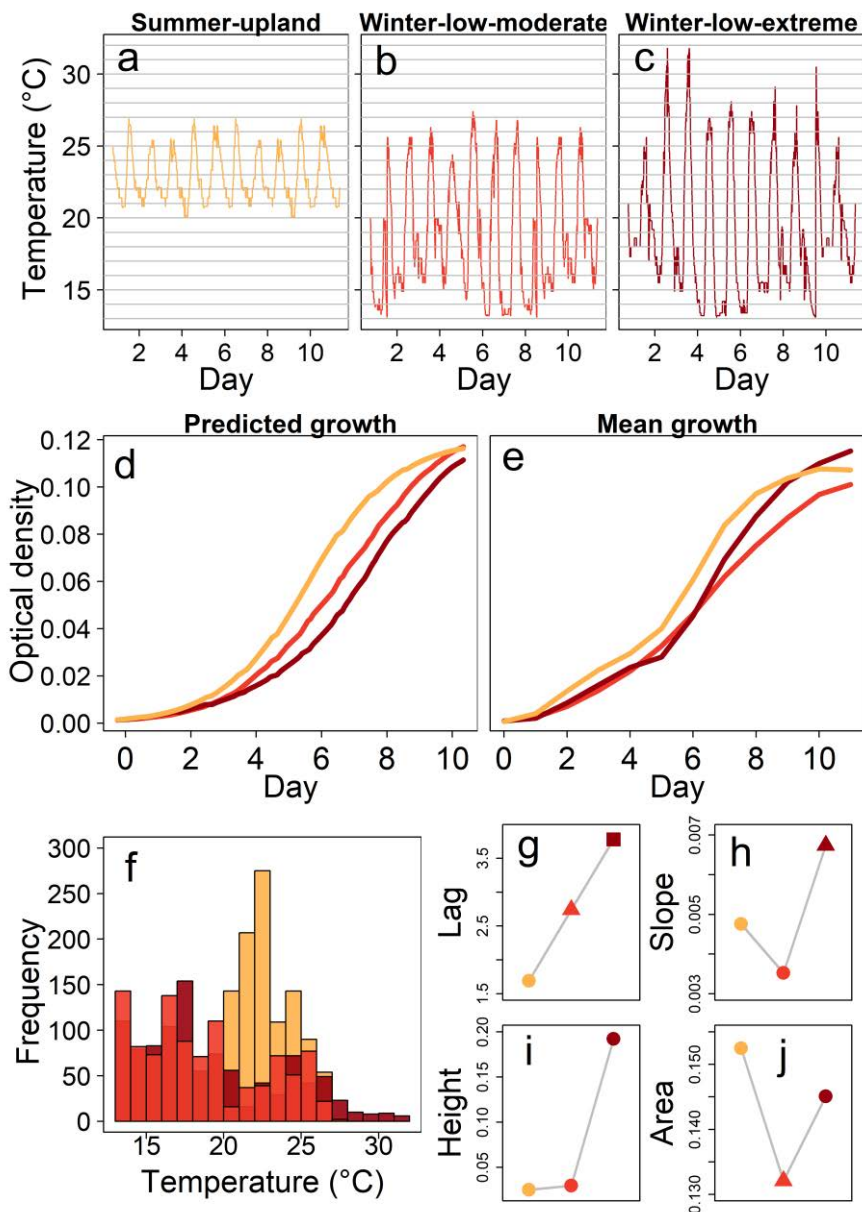 Summer-upland Winter-low-moderate Winter-low-extreme
a b c
Temperature (°C)
30
25
20
15
2 4 6 8 10 2 4 6 8 10 2 4 6 8 10
Day Day Day
Predicted growth Mean growth
d e
Optical density
0.12
0.10
0.08
0.06
0.04
0.02
0.00
0 2 4 6 8 10 0 2 4 6 8 10
Day Day
f
Frequency
300
250
200
150
100
50
0
15 20 25 30
Temperature (°C)
g
Lag
3.5
2.5
1.5
h
Slope
0.007
0.005
0.003
i
Height
0.20
0.15
0.10
0.05
j
Area
0.150
0.140
0.130